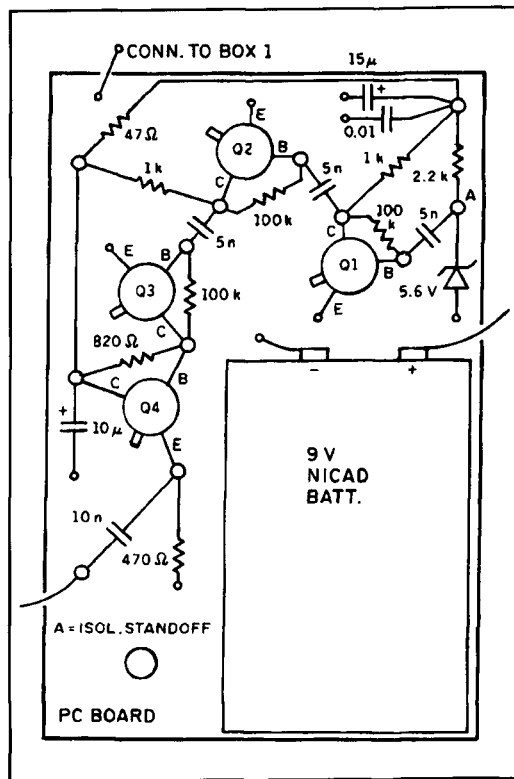 CONN. TO BOX 1
15µ
+
E
47Ω
Q2
B
0.01
1k
C
100k
5n
1k
2.2k
A
5n
100
k
C
Q1
B
E
5.6 V
5n
E
B
Q3
100k
C
820 Ω
C
B
Q4
E
+
10µ
-
+
9 V
NICAD
BATT.
10n
470 Ω
A = ISOL. STANDOFF
PC BOARD